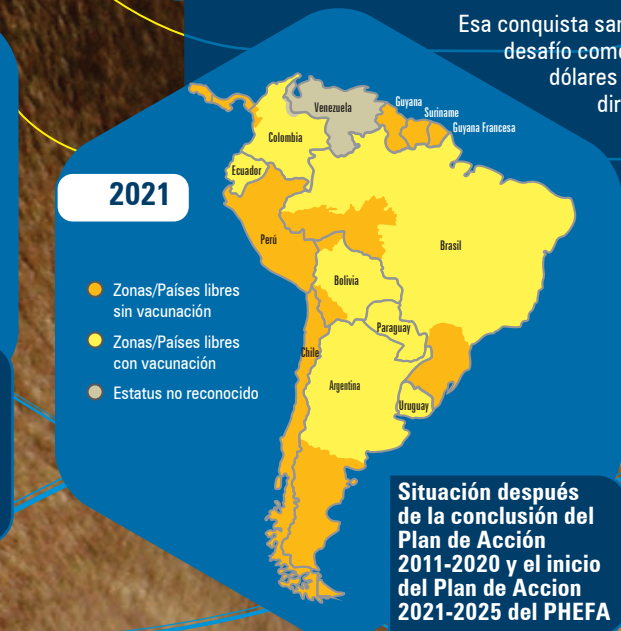 Esa conquista san
desafío como
dólares
dir
Venezuela
Guyana
Suriname
Guyana Francesa
Colombia
Ecuador
2021
Perú
Brasil
Zonas/Países libres
sin vacunación
Bolivia
Zonas/Países libres
con vacunación
Paraguay
Chile
Estatus no reconocido
Argentina
Uruguay
Situación después
de la conclusión del
Plan de Acción
2011-2020 y el inicio
del Plan de Accion
2021-2025 del PHEFA